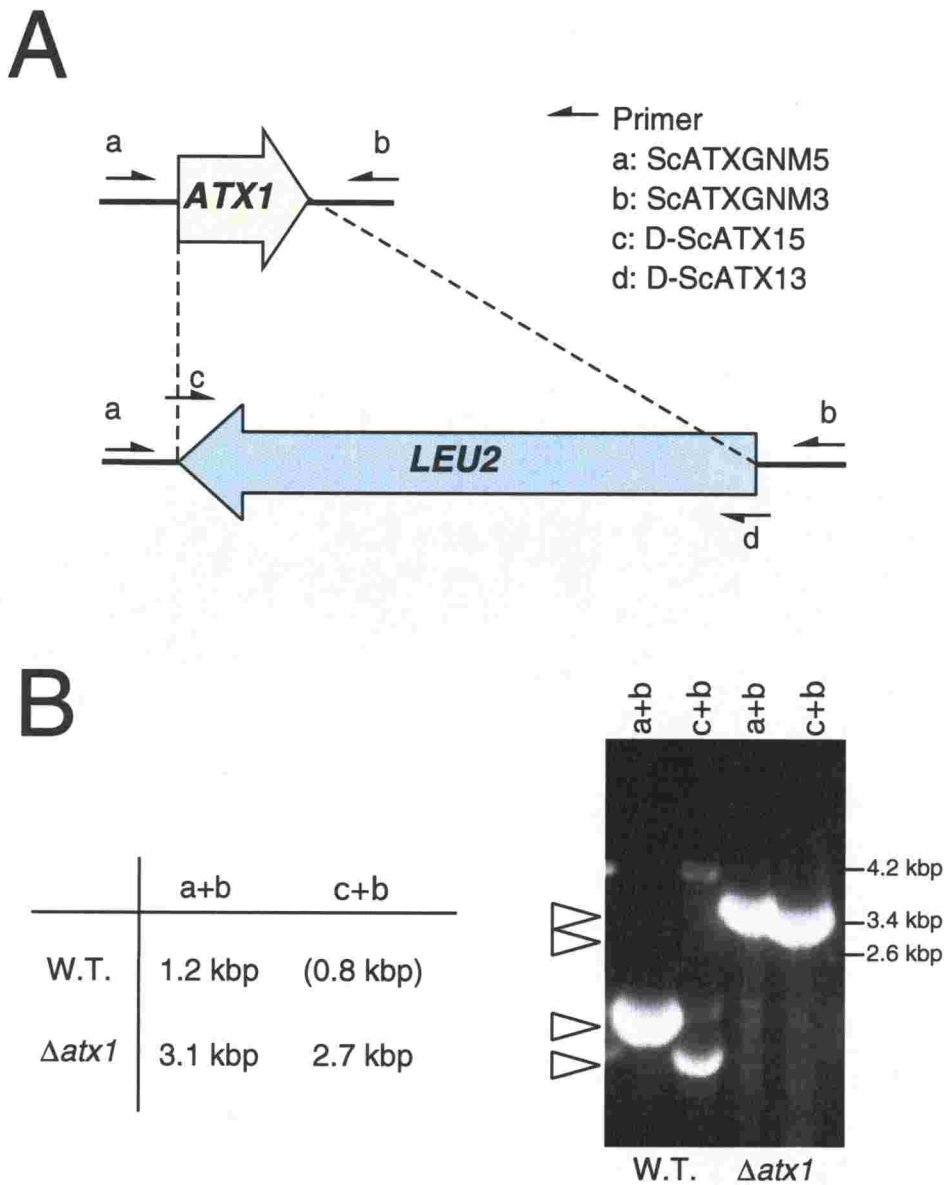 A
a
b
ATX1
Primer
a: ScATXGNM5
b: ScATXGNM3
c: D-ScATX15
d: D-ScATX13
c
a
b
LEU2
d
B
a+b
c+b
a+b
c+b
a+b c+b
W.T. 1.2 kbp (0.8 kbp)
Δatx1 3.1 kbp 2.7 kbp
4.2 kbp
3.4 kbp
2.6 kbp
W.T. Δatx1